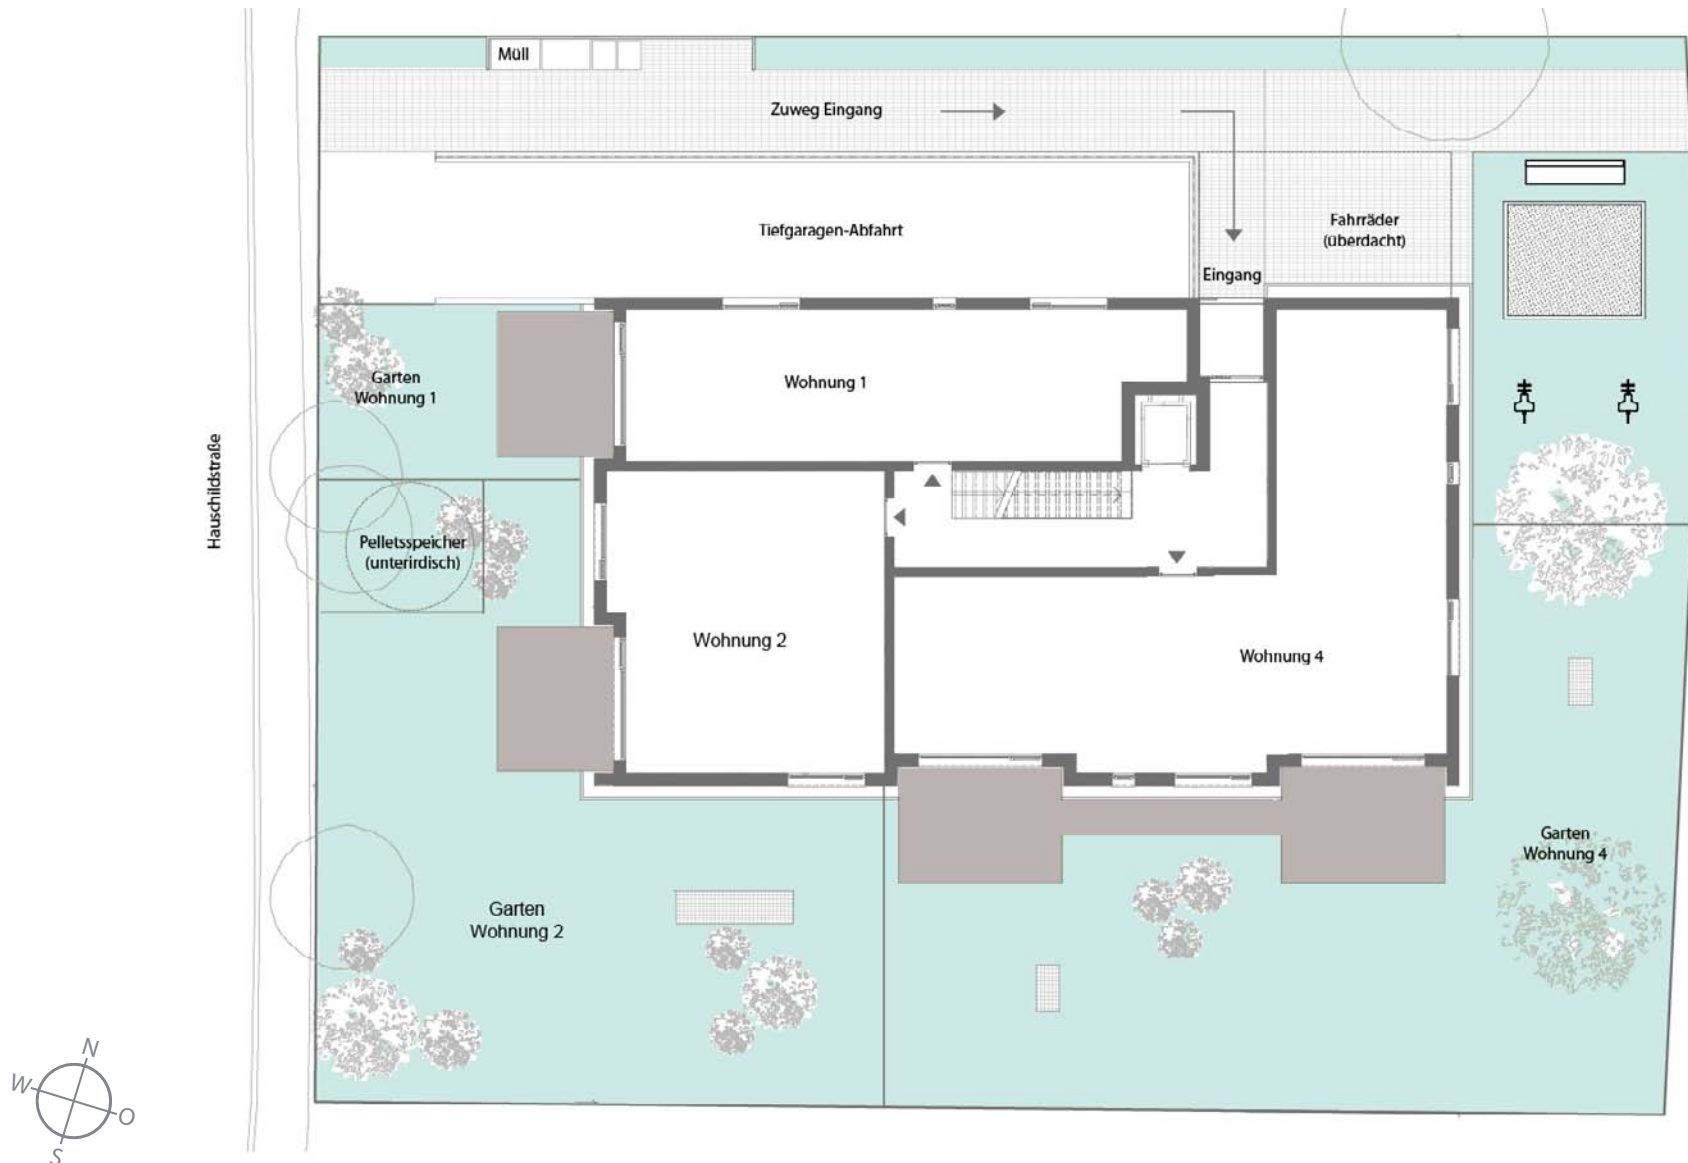 Müll
Zuweg Eingang
Tiefgaragen-Abfahrt
Fahrräder
(überdacht)
Eingang
Garten
Wohnung 1
Wohnung 1
Hauschildstraße
Pelletsspeicher
(unterirdisch)
Wohnung 2
Wohnung 4
Garten
Wohnung 4
Garten
Wohnung 2
N
W
O
S